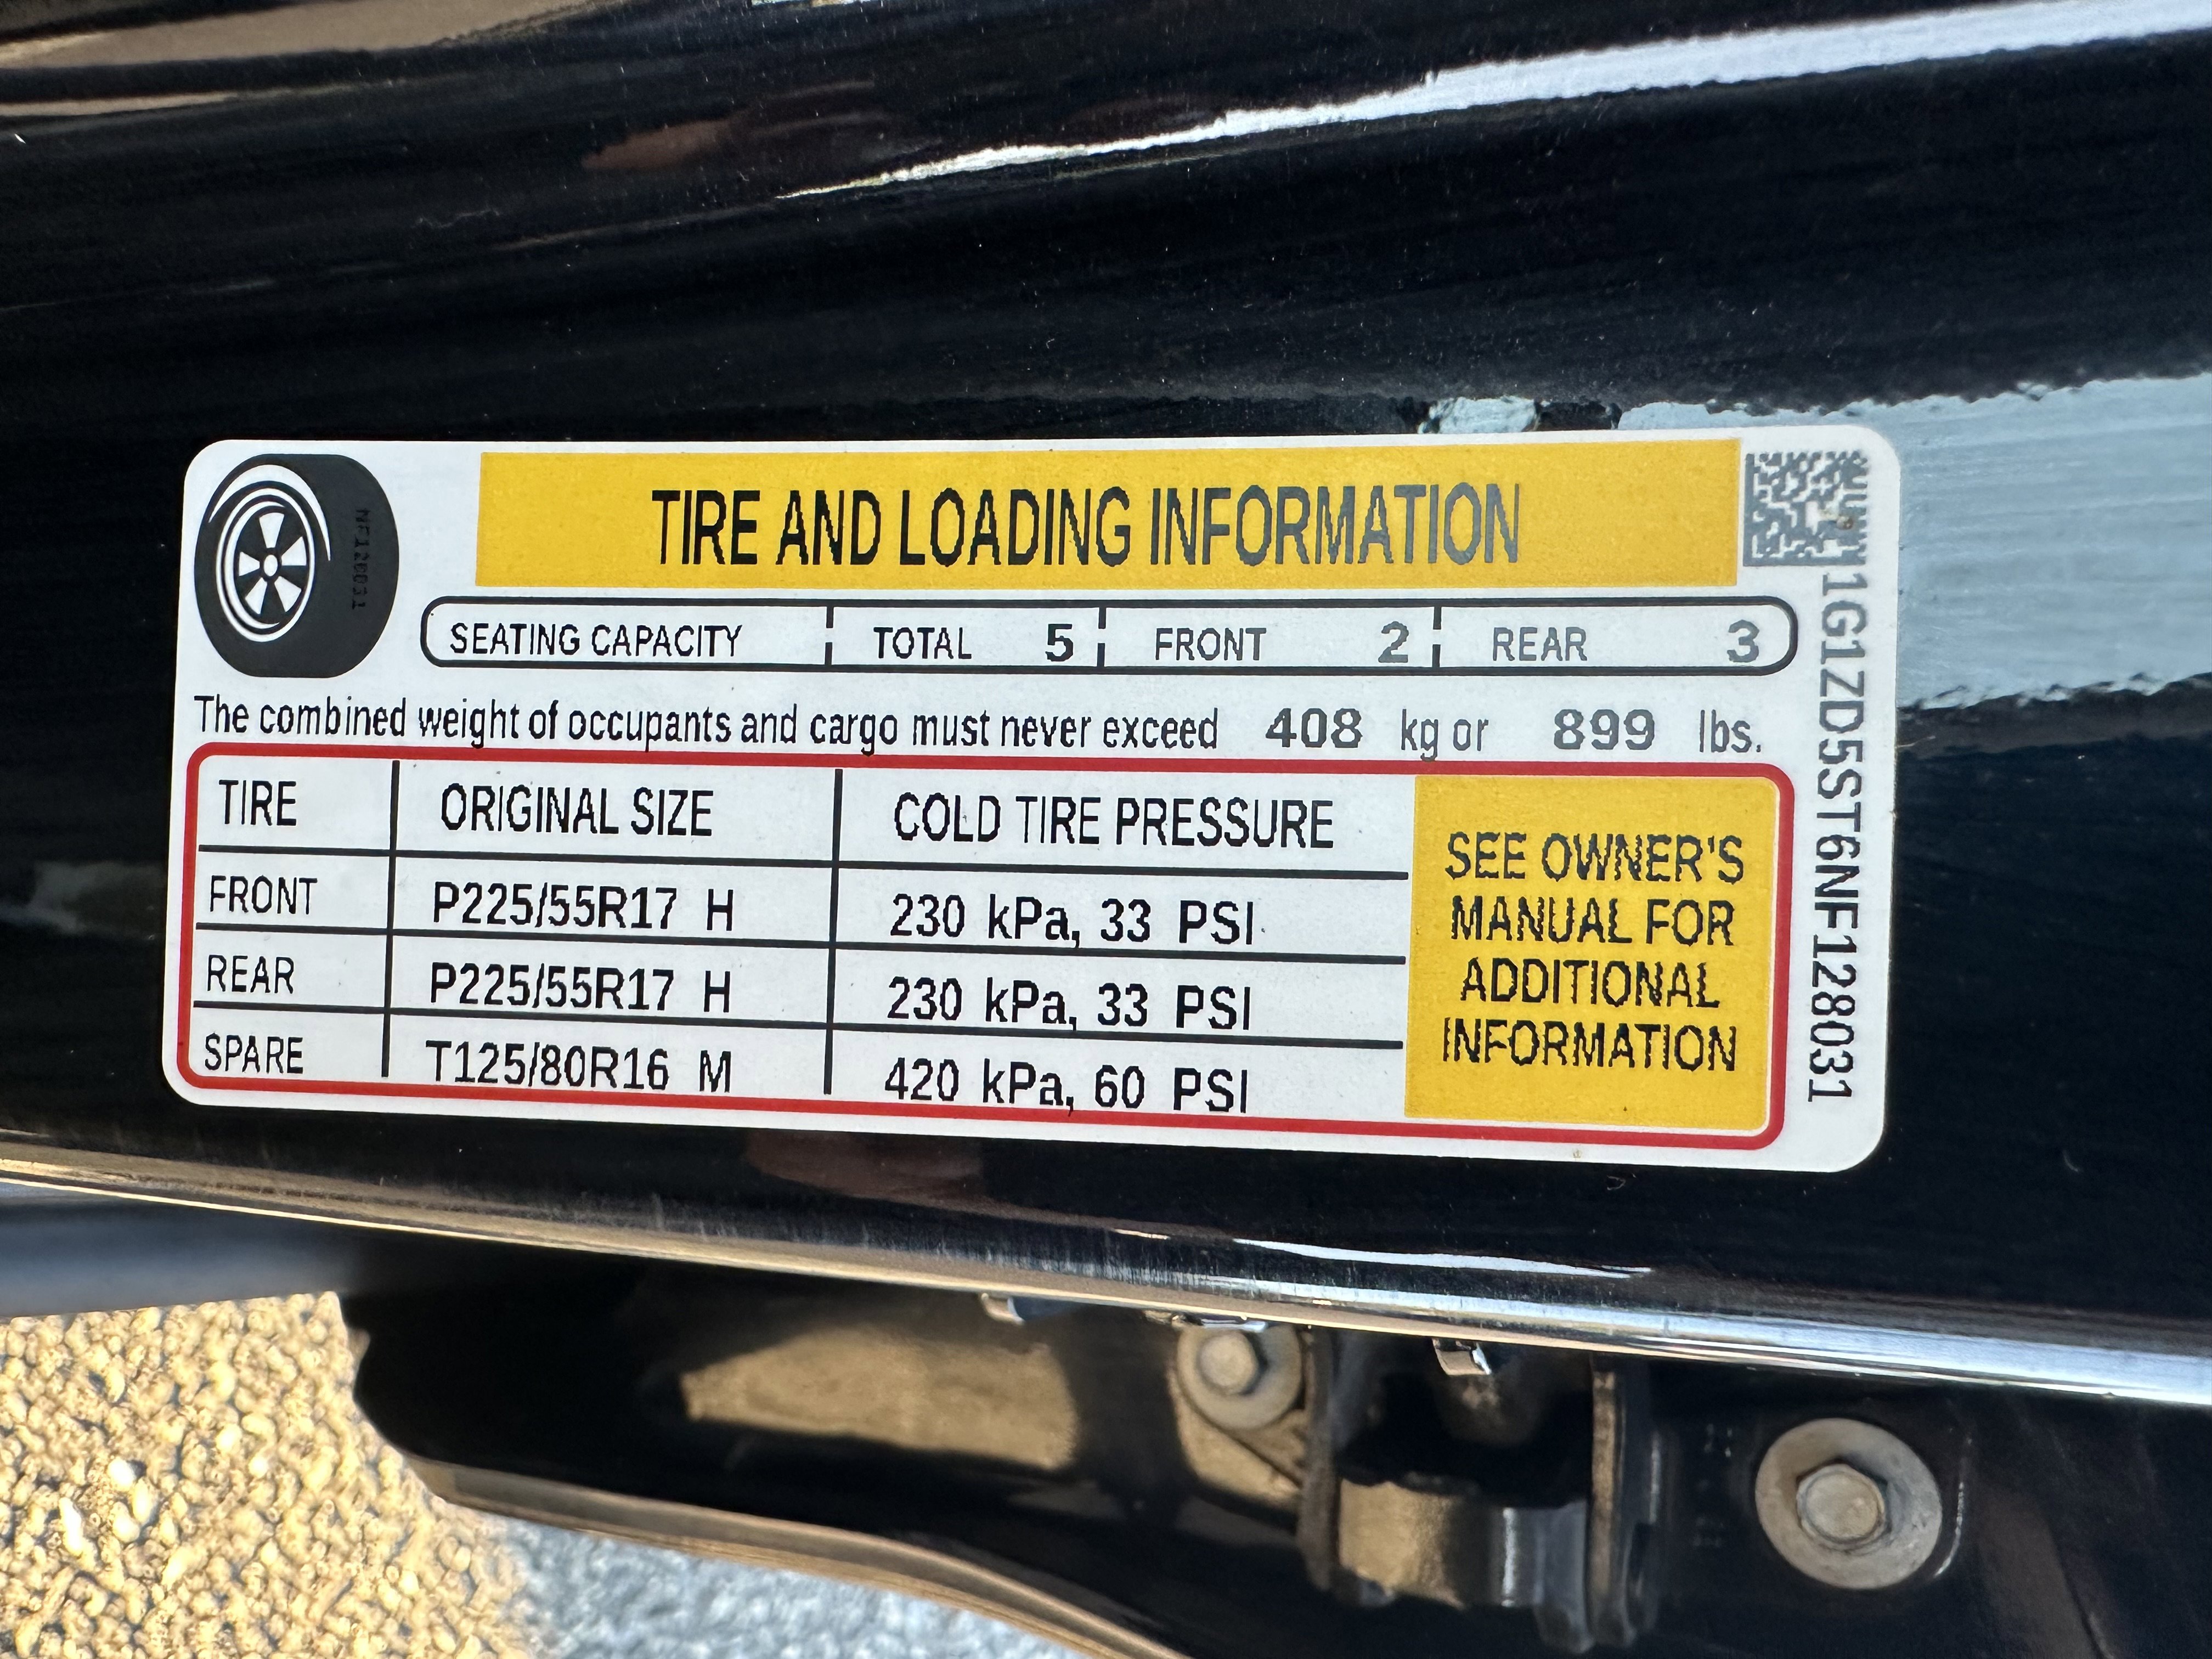 TIRE AND LOADING INFORMATION
NF128031
SEATING CAPACITY TOTAL 5 FRONT 2 REAR 3
The combined weight of occupants and cargo must never exceed 408 kg or 899 lbs.
TIRE ORIGINAL SIZE COLD TIRE PRESSURE
FRONT P225/55R17 H 230 kPa, 33 PSI
REAR P225/55R17 H 230 kPa, 33 PSI
SPARE T125/80R16 M 420 kPa, 60 PSI
SEE OWNER'S
MANUAL FOR
ADDITIONAL
INFORMATION
1G1ZD5ST6NF128031